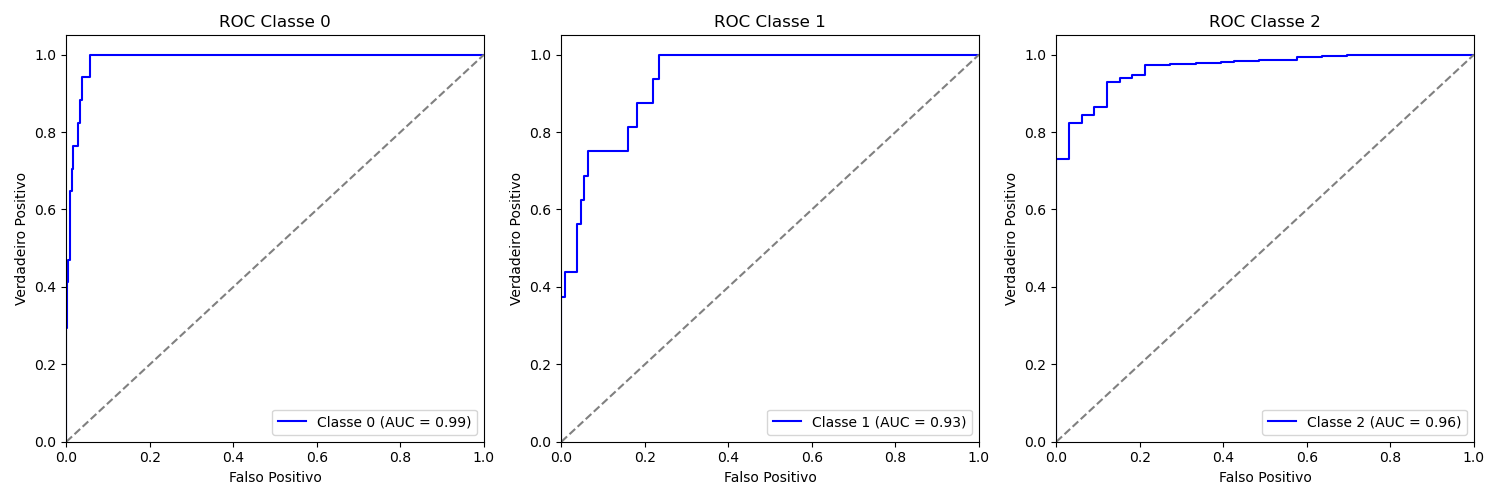 ROC Classe 0
1.0
0.8
0.6
0.4
0.2
0.0
Verdadeiro Positivo
0.0 0.2 0.4 0.6 0.8 1.0
Falso Positivo
Classe 0 (AUC = 0.99)
ROC Classe 1
1.0
0.8
0.6
0.4
0.2
0.0
Verdadeiro Positivo
0.0 0.2 0.4 0.6 0.8 1.0
Falso Positivo
Classe 1 (AUC = 0.93)
ROC Classe 2
1.0
0.8
0.6
0.4
0.2
0.0
Verdadeiro Positivo
0.0 0.2 0.4 0.6 0.8 1.0
Falso Positivo
Classe 2 (AUC = 0.96)